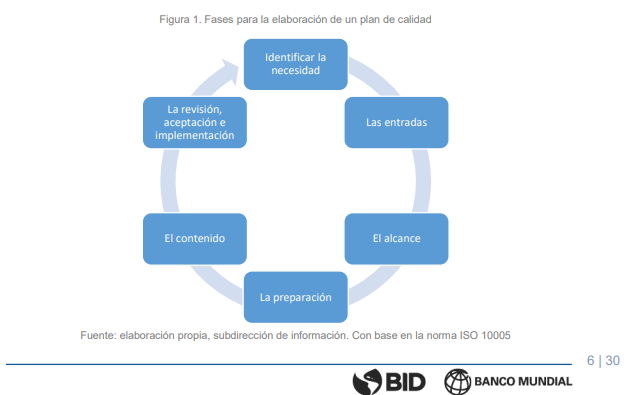 Figura 1. Fases para la elaboración de un plan de calidad
Identificar la
necesidad
Las entradas
El alcance
La preparación
El contenido
La revisión,
aceptación e
implementación
Fuente: elaboración propia, subdirección de información. Con base en la norma ISO 10005
6 | 30
BID
BANCO MUNDIAL